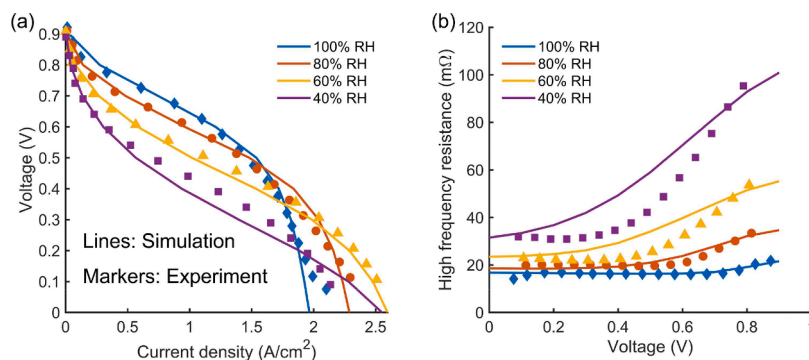 (a)
0.9
0.8
0.7
0.6
0.5
0.4
0.3
0.2
0.1
0
Voltage (V)
0
0.5
1
1.5
2
2.5
Current density (A/cm²)
100% RH
80% RH
60% RH
40% RH
Lines: Simulation
Markers: Experiment
(b)
120
100
80
60
40
20
0
High frequency resistance (mΩ)
0
0.2
0.4
0.6
0.8
Voltage (V)
100% RH
80% RH
60% RH
40% RH